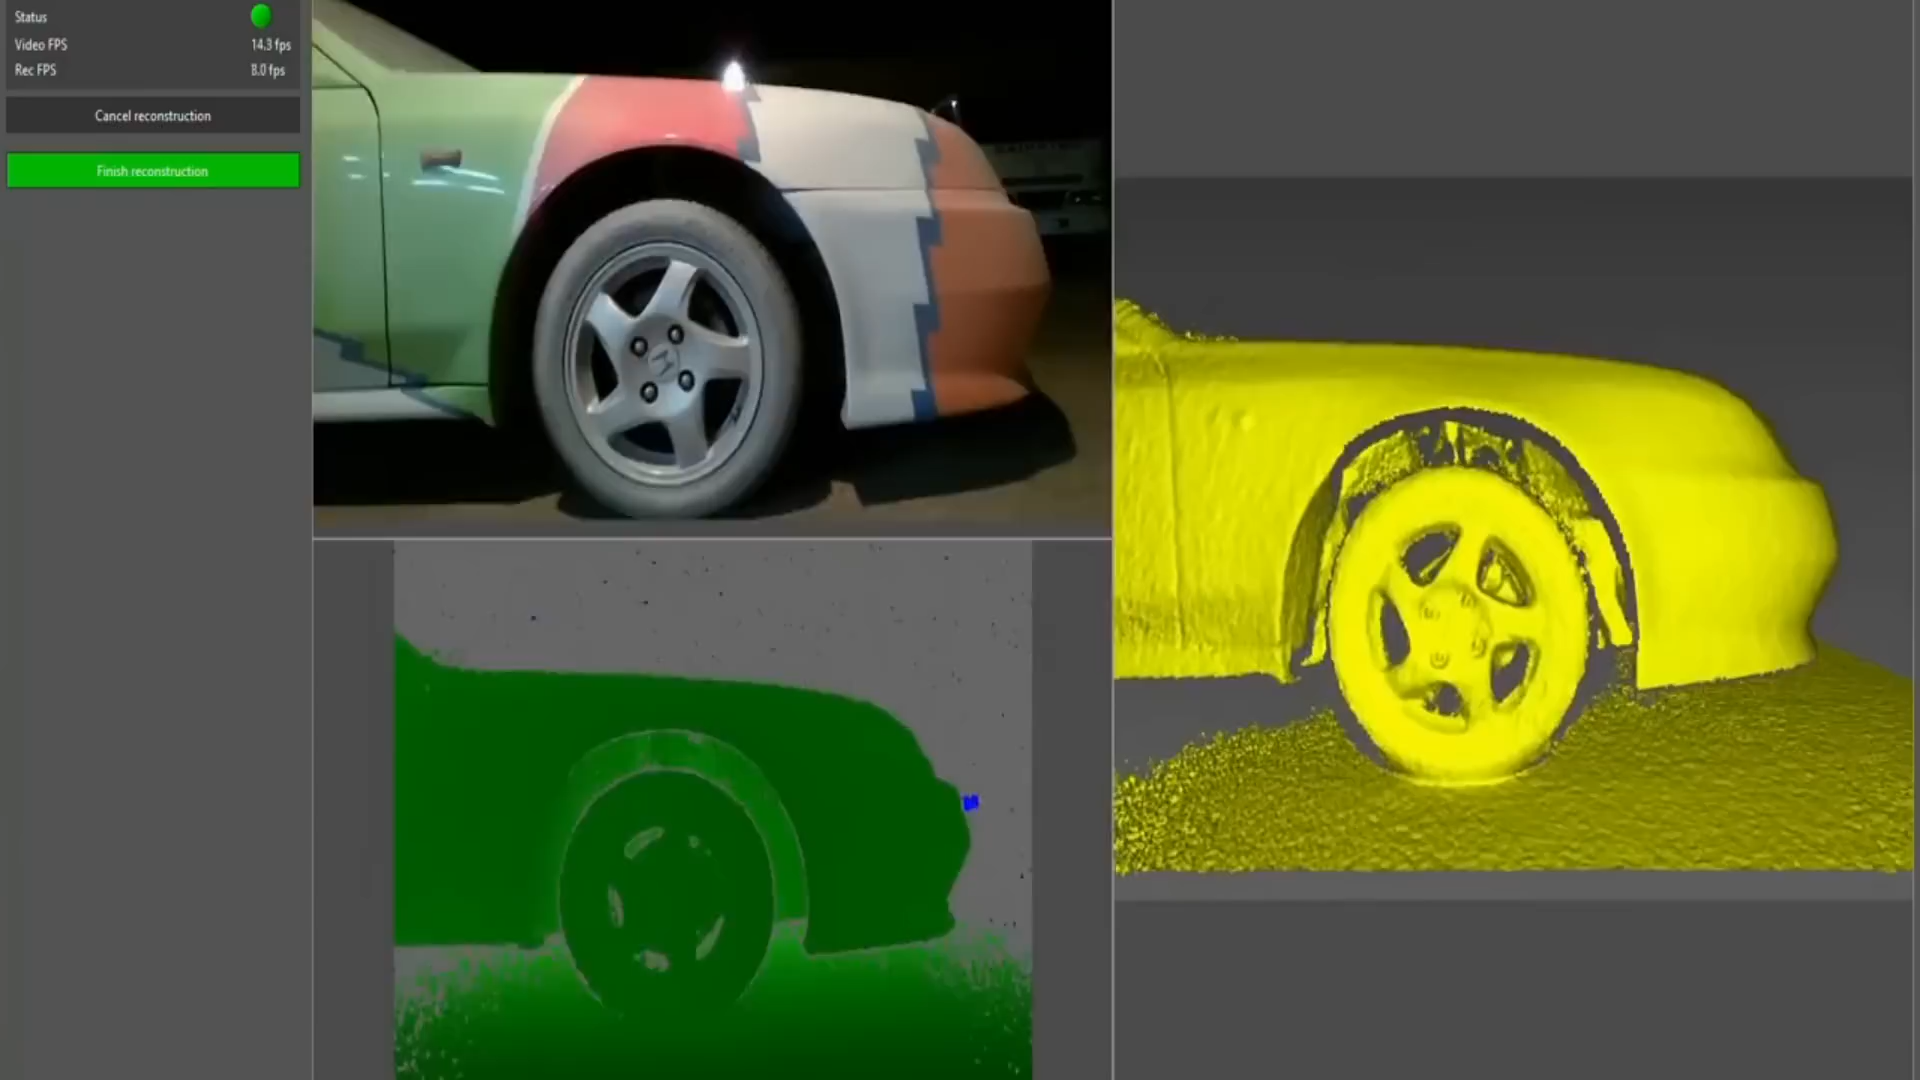 Status
Video FPS 14.3 fps
Rec FPS 8.0 fps
Cancel reconstruction
Finish reconstruction